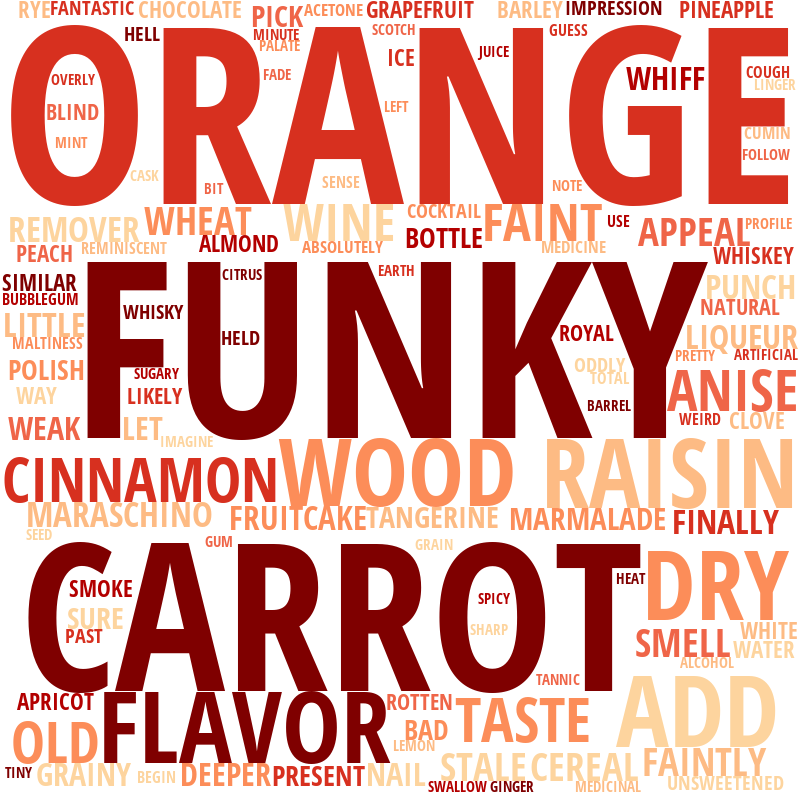 RYE FANTASTIC CHOCOLATE PICK ACETONE GRAPEFRUIT BARLEY IMPRESSION PINEAPPLE
HELL MINUTE SCOTCH GUESS
PALATE ICE JUICE
ORANGE
OVERLY FADE WHIFF COUGH
LINGER
BLIND LEFT
MINT CUMIN
FOLLOW
CASK BIT SENSE NOTE
REMOVER WHEAT WINE COCKTAIL FAINT USE APPEAL PROFILE
PEACH REMINISCENT ALMOND ABSOLUTELY BOTTLE MEDICINE WHISKEY
SIMILAR CITRUS EARTH PUNCH
BUBBLEGUM WHISKY NATURAL
FUNKY
LITTLE HELD ROYAL LIQUEUR
MALTINESS PRETTY ARTIFICIAL
POLISH SUGARY ODDLY
TOTAL ANISE
WAY LIKELY BARREL
WEAK LET WEIRD CLOVE
IMAGINE
CINNAMON WOOD RAISIN
MARASCHINO FRUITCAKE TANGERINE MARMALADE FINALLY
SEED GUM GRAIN
CARROT
SMOKE SPICY HEAT DRY
SURE
PAST SHARP SMELL WHITE
WATER
TANNIC ALCOHOL
APRICOT FLAVOR ROTTEN TASTE ADD
OLD BAD
LEMON
TINY GRAINY BEGIN DEEPER PRESENT NAIL STALE CEREAL FAINTLY
SWALLOW GINGER MEDICINAL UNSWEETENED